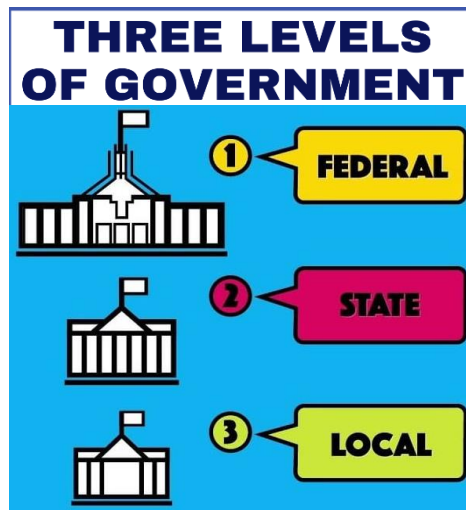 THREE LEVELS
OF GOVERNMENT
1 FEDERAL
2 STATE
3 LOCAL